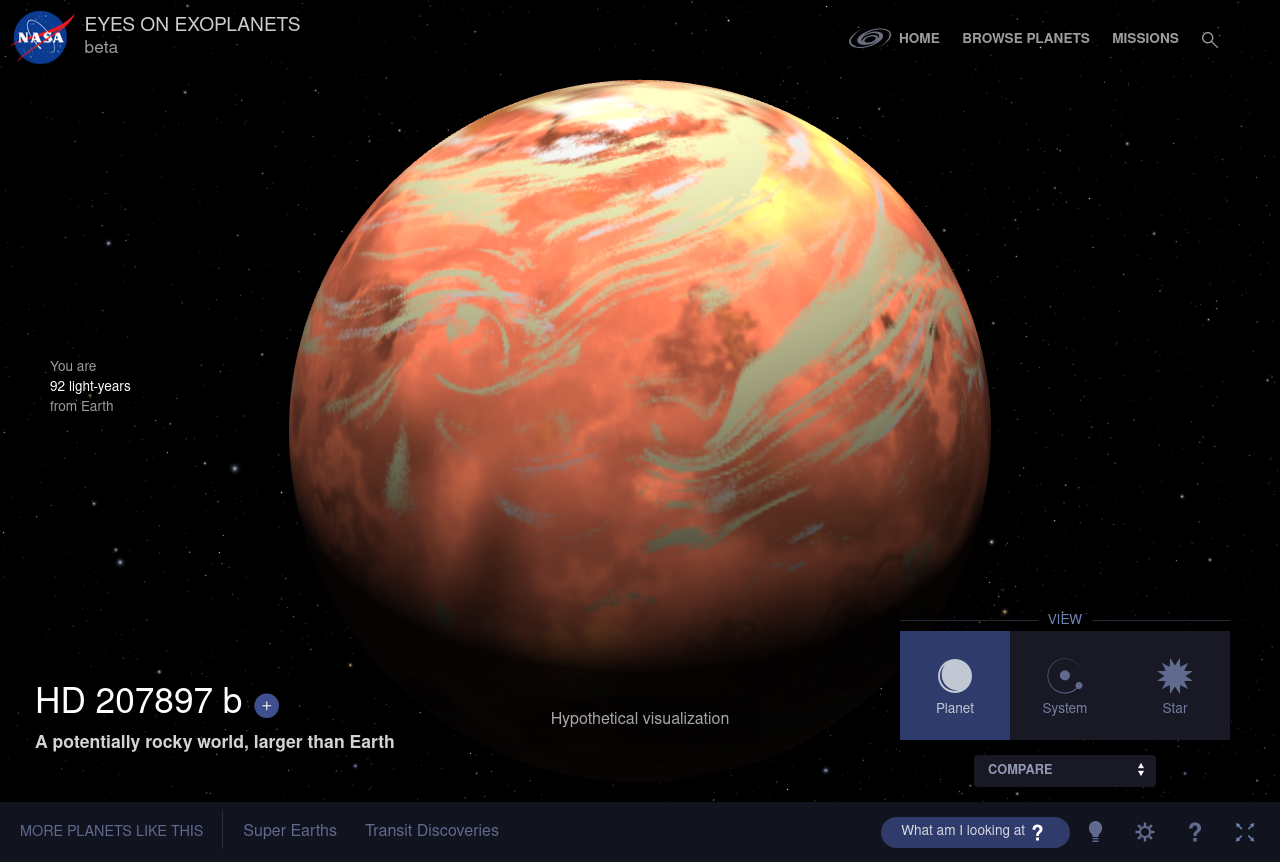 NASA
EYES ON EXOPLANETS
beta
HOME
BROWSE PLANETS
MISSIONS
You are
92 light-years
from Earth
VIEW
Planet
System
Star
HD 207897 b +
Hypothetical visualization
A potentially rocky world, larger than Earth
COMPARE
MORE PLANETS LIKE THIS
Super Earths
Transit Discoveries
What am I looking at ?
?